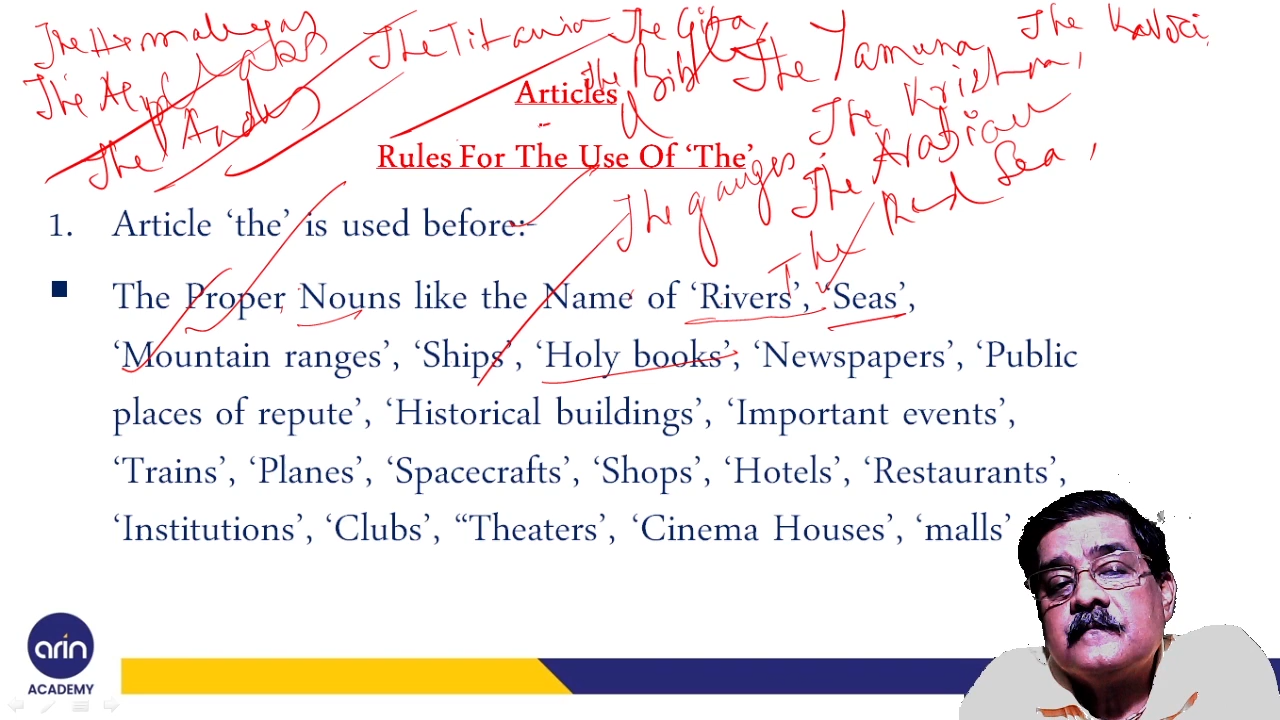 The Himalayas
The Alps
The Andes
The Titanic
The Gita
The Bible
The Yamuna
The Kaveri,
The Krishna,
The Arabian
The Red Sea,
The ganges
Articles
Rules For The Use Of ‘The’
1. Article ‘the’ is used before:
The Proper Nouns like the Name of ‘Rivers’, ‘Seas’,
‘Mountain ranges’, ‘Ships’, ‘Holy books’, ‘Newspapers’, ‘Public
places of repute’, ‘Historical buildings’, ‘Important events’,
‘Trains’, ‘Planes’, ‘Spacecrafts’, ‘Shops’, ‘Hotels’, ‘Restaurants’,
‘Institutions’, ‘Clubs’, “Theaters’, ‘Cinema Houses’, ‘malls’
arin
ACADEMY